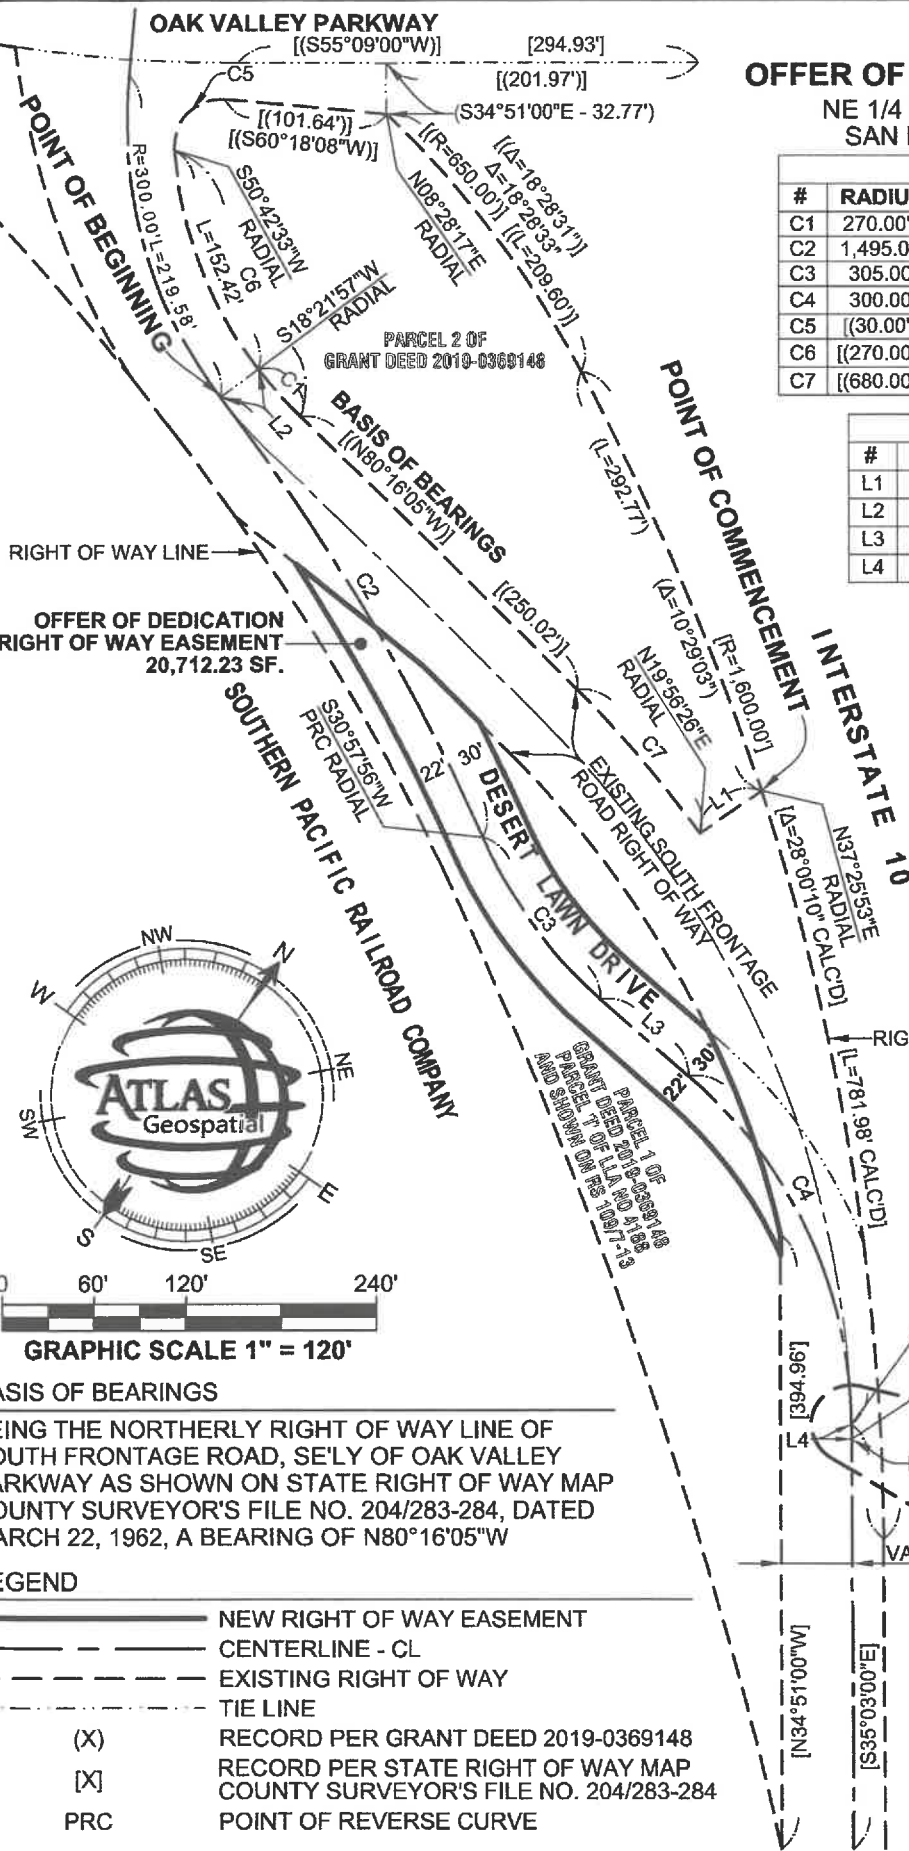 OAK VALLEY PARKWAY
[(S55°09'00"W)]
[294.93']
[(201.97')]
C5
[(101.64')]
[(S60°18'08"W)]
(S34°51'00"E - 32.77')
OFFER OF
NE 1/4
SAN
#
RADIU
C1 270.00'
C2 1,495.0
C3 305.00
C4 300.00
C5 [(30.00'
C6 [(270.00
C7 [(680.00
#
L1
L2
L3
L4
POINT OF BEGINNING
R=300.00'L=219.58'
L=152.42'
C6
S50°42'33"W
RADIAL
N08°28'17"E
RADIAL
[(R=650.00')]
[(L=209.60')]
[(Δ=18°28'31")]
Δ=18°28'33"
S18°21'57"W
RADIAL
PARCEL 2 OF
GRANT DEED 2019-0369148
C7
L2
BASIS OF BEARINGS
[(N80°16'05"W)]
[(250.02')]
(L=292.77')
POINT OF COMMENCEMENT
(Δ=10°29'03")
[R=1,600.00']
INTERSTATE 10
RIGHT OF WAY LINE
C2
OFFER OF DEDICATION
RIGHT OF WAY EASEMENT
20,712.23 SF.
SOUTHERN PACIFIC RAILROAD COMPANY
S30°57'56"W
PRC RADIAL
22'
30'
DESERT LAWN DRIVE
N19°56'26"E
RADIAL
C7
L1
EXISTING SOUTH FRONTAGE
ROAD RIGHT OF WAY
N37°25'53"E
RADIAL
[Δ=28°00'10" CALC'D]
[L=781.98' CALC'D]
RIG
C3
L3
22'
30'
PARCEL 1 OF
GRANT DEED 2019-0369148
PARCEL '1' OF LLA NO 4188
AND SHOWN ON RS 109/7-13
C4
NW
N
W
NE
SW
E
S
SE
ATLAS
Geospatial
0 60' 120' 240'
GRAPHIC SCALE 1" = 120'
[394.96']
L4
VA
[N34°51'00"W]
[S35°03'00"E]
ASIS OF BEARINGS
EING THE NORTHERLY RIGHT OF WAY LINE OF
OUTH FRONTAGE ROAD, SE'LY OF OAK VALLEY
ARKWAY AS SHOWN ON STATE RIGHT OF WAY MAP
OUNTY SURVEYOR'S FILE NO. 204/283-284, DATED
ARCH 22, 1962, A BEARING OF N80°16'05"W
EGEND
NEW RIGHT OF WAY EASEMENT
CENTERLINE - CL
EXISTING RIGHT OF WAY
TIE LINE
(X) RECORD PER GRANT DEED 2019-0369148
[X] RECORD PER STATE RIGHT OF WAY MAP
COUNTY SURVEYOR'S FILE NO. 204/283-284
PRC POINT OF REVERSE CURVE